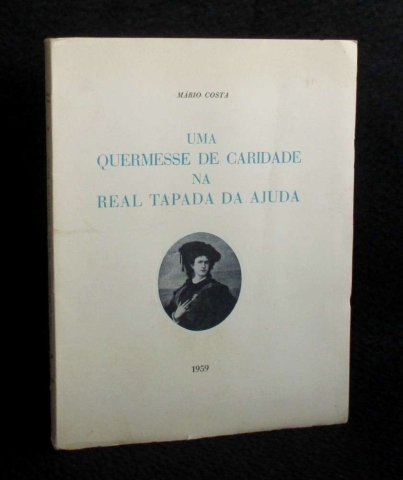 MÁRIO COSTA
UMA
QUERMESSE DE CARIDADE
NA
REAL TAPADA DA AJUDA
1959